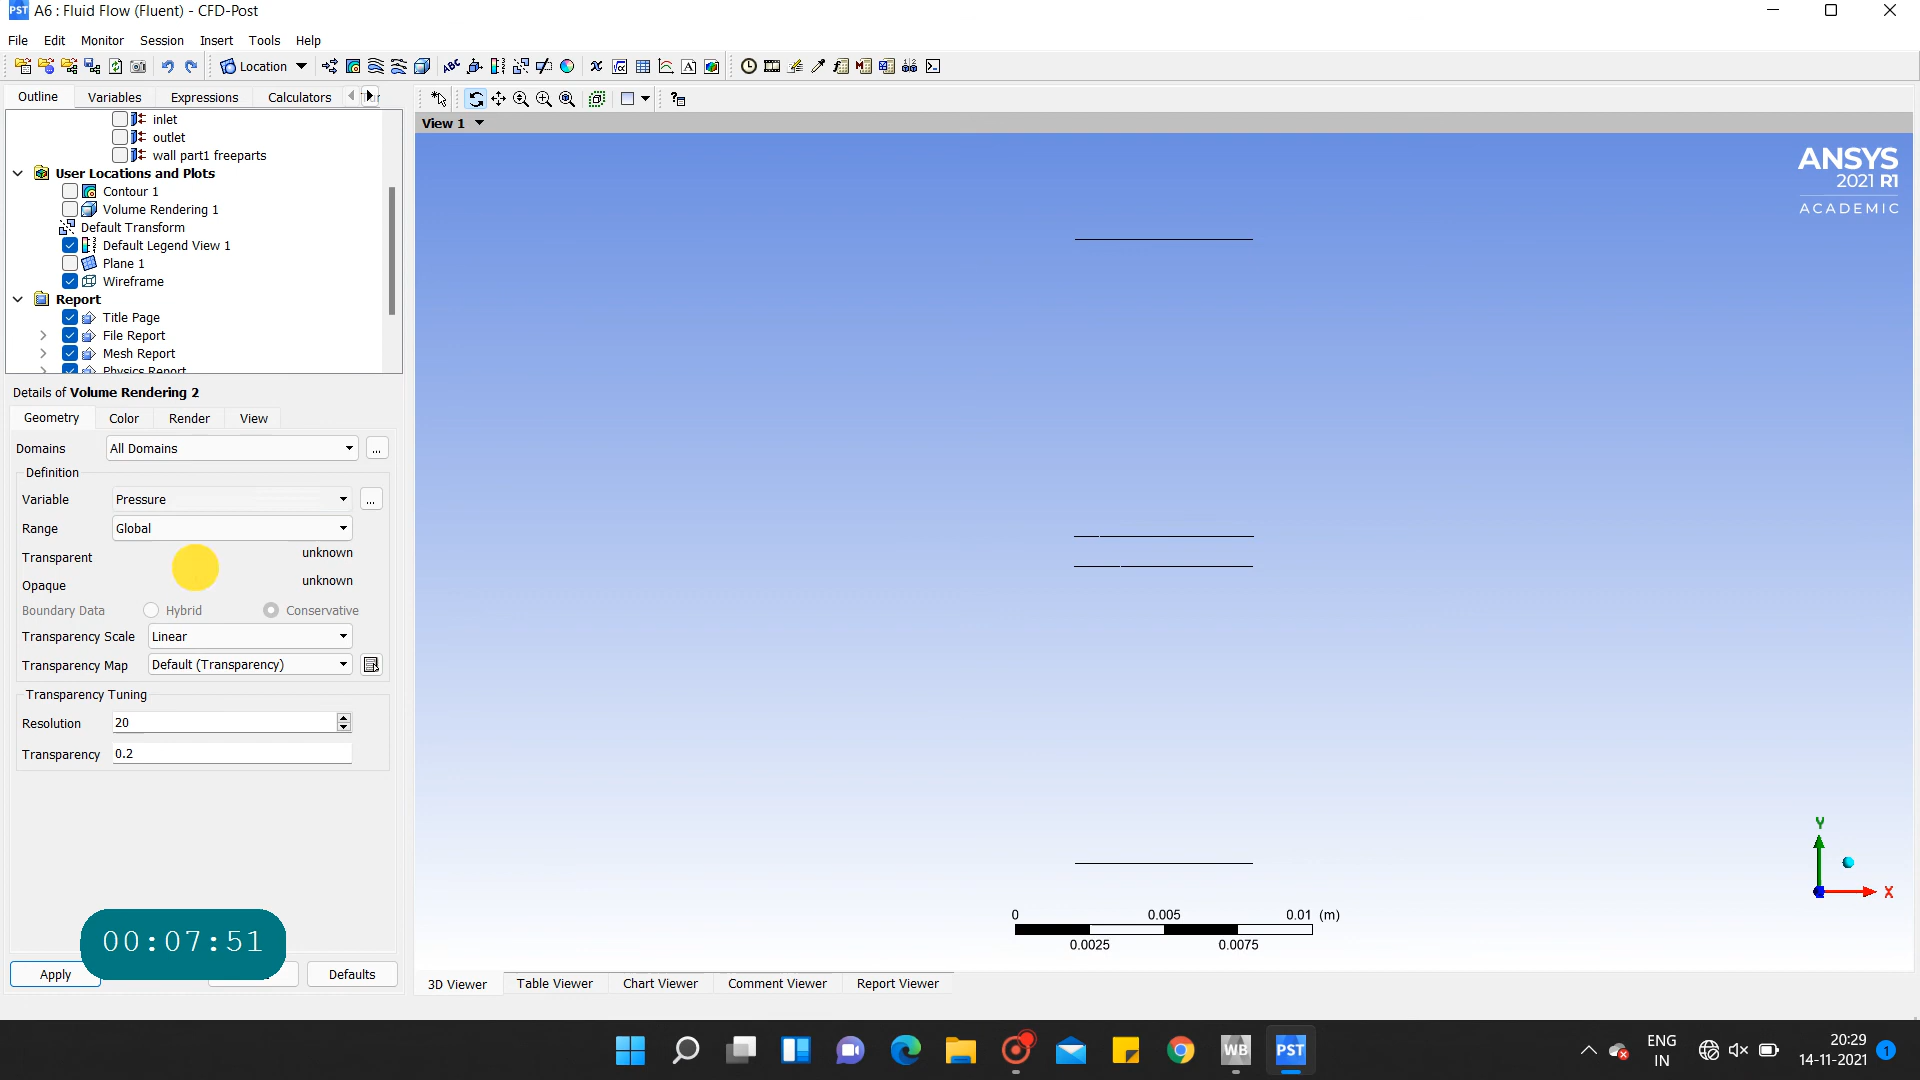 PST A6 : Fluid Flow (Fluent) - CFD-Post
File Edit Monitor Session Insert Tools Help
Location
Outline Variables Expressions Calculators
View 1
inlet
outlet
wall part1 freeparts
User Locations and Plots
Contour 1
Volume Rendering 1
Default Transform
Default Legend View 1
Plane 1
Wireframe
Report
Title Page
File Report
Mesh Report
Physics Report
Details of Volume Rendering 2
Geometry Color Render View
Domains All Domains ...
Definition
Variable Pressure ...
Range Global
Transparent unknown
Opaque unknown
Boundary Data Hybrid Conservative
Transparency Scale Linear
Transparency Map Default (Transparency)
Transparency Tuning
Resolution 20
Transparency 0.2
00:07:51
Apply Defaults
ANSYS
2021 R1
ACADEMIC
Y
X
0 0.005 0.01 (m)
0.0025 0.0075
3D Viewer Table Viewer Chart Viewer Comment Viewer Report Viewer
WB PST
ENG
IN
20:29
14-11-2021
1